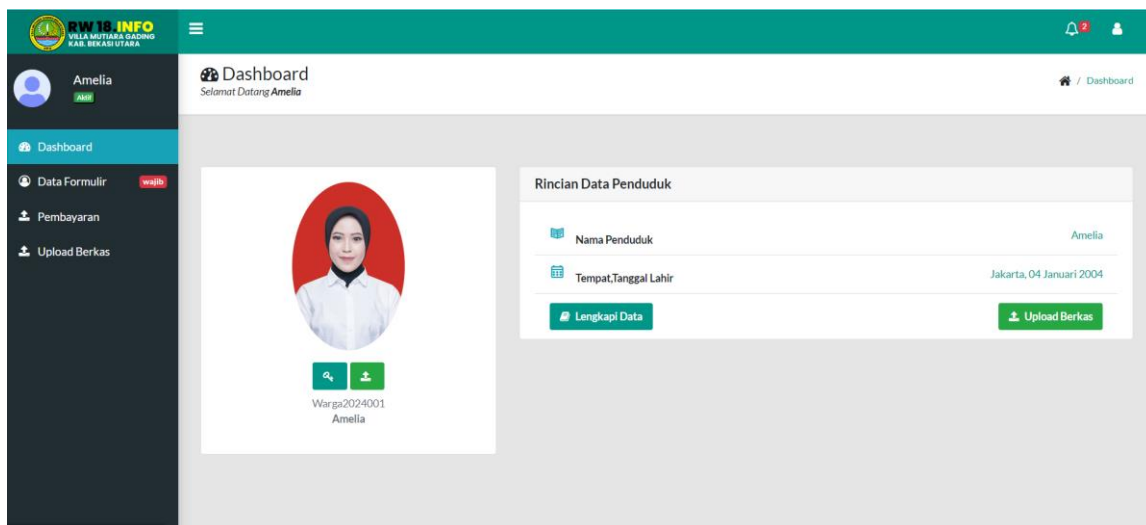 RW 18.INFO
VILLA MUTIARA GADING
KAB. BEKASI UTARA
2
Amelia
Aktif
Dashboard
Selamat Datang Amelia
/ Dashboard
Dashboard
Data Formulir wajib
Pembayaran
Upload Berkas
Warga2024001
Amelia
Rincian Data Penduduk
Nama Penduduk Amelia
Tempat,Tanggal Lahir Jakarta, 04 Januari 2004
Lengkapi Data Upload Berkas